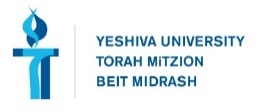 YESHIVA UNIVERSITY
TORAH MiTZION
BEIT MIDRASH